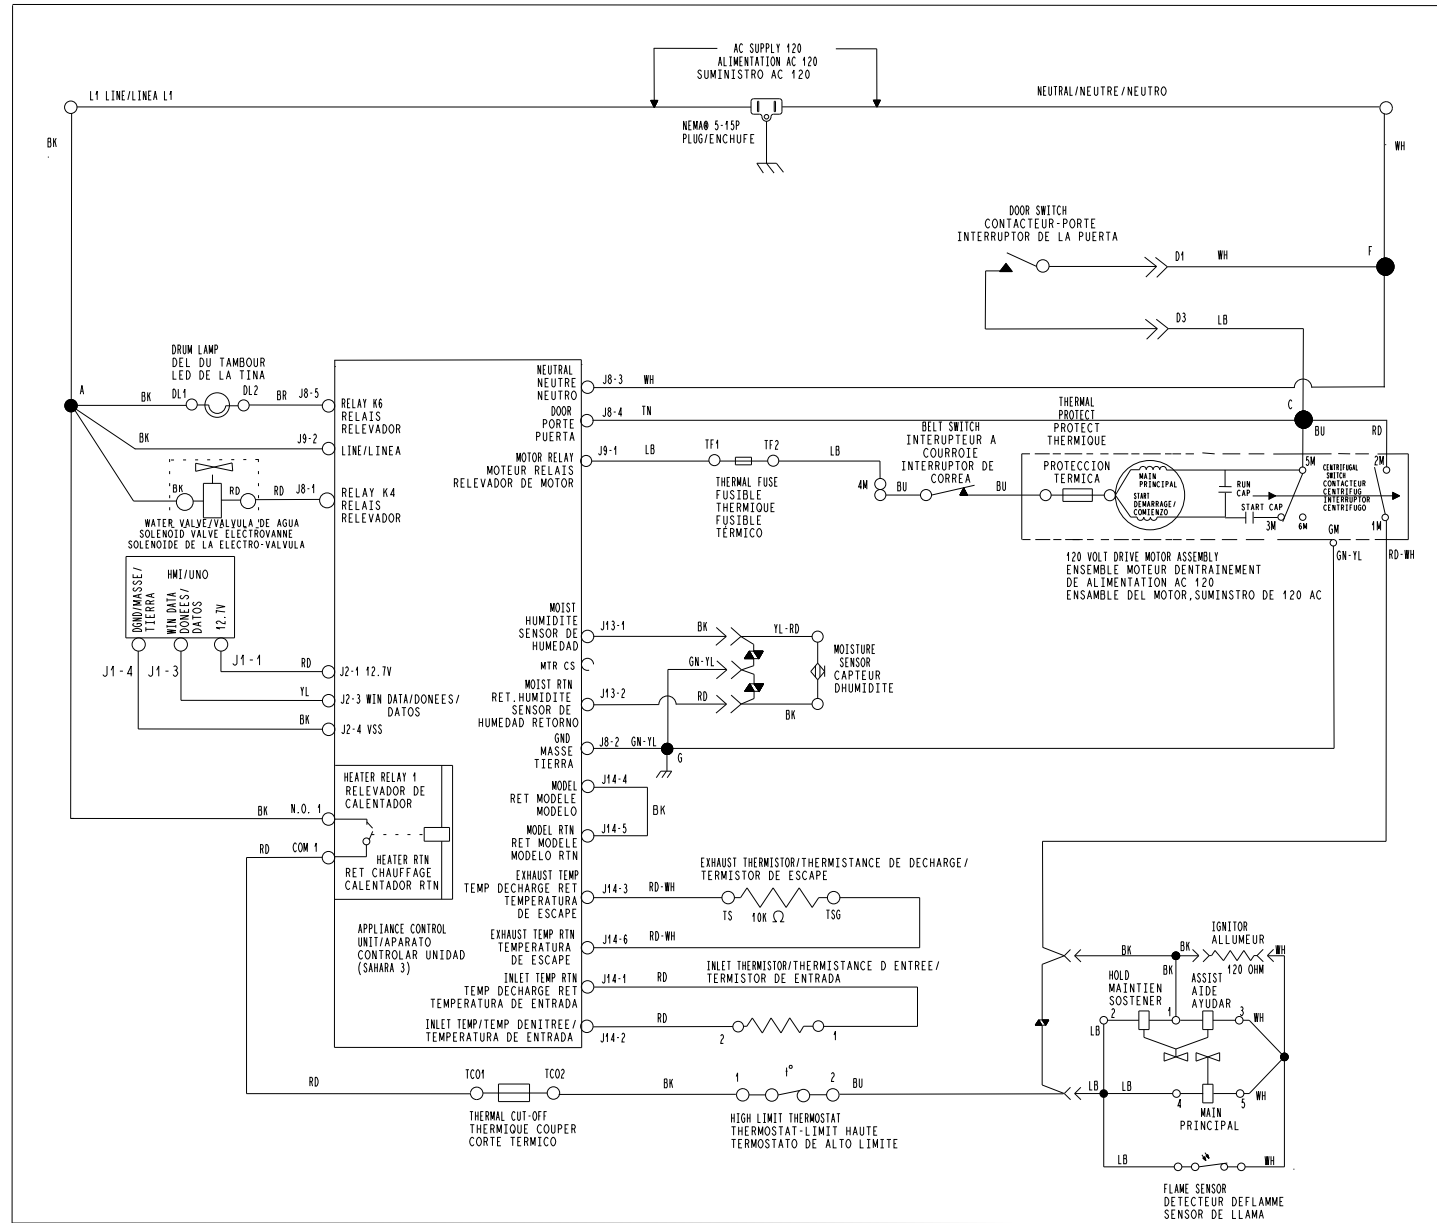 AC SUPPLY 120
ALIMENTATION AC 120
SUMINISTRO AC 120
L1 LINE/LINEA L1
NEUTRAL/NEUTRE/NEUTRO
NEMA® 5-15P
PLUG/ENCHUFE
BK
WH
DOOR SWITCH
CONTACTEUR-PORTE
INTERRUPTOR DE LA PUERTA
D1
WH
F
D3
LB
DRUM LAMP
DEL DU TAMBOUR
LED DE LA TINA
A
BK
DL1
DL2
BR
J8-5
RELAY K6
RELAIS
RELEVADOR
BK
J9-2
LINE/LINEA
BK
RD
RD
J8-1
RELAY K4
RELAIS
RELEVADOR
WATER VALVE/VALVULA DE AGUA
SOLENOID VALVE ELECTROVANNE
SOLENOIDE DE LA ELECTRO-VALVULA
NEUTRAL
NEUTRE
NEUTRO
J8-3
WH
DOOR
PORTE
PUERTA
J8-4
TN
MOTOR RELAY
MOTEUR RELAIS
RELEVADOR DE MOTOR
J9-1
LB
TF1
TF2
LB
THERMAL FUSE
FUSIBLE
THERMIQUE
FUSIBLE
TÉRMICO
4M
BU
BELT SWITCH
INTERUPTEUR A
COURROIE
INTERRUPTOR DE
CORREA
BU
THERMAL
PROTECT
PROTECT
THERMIQUE
PROTECCION
TERMICA
C
BU
RD
MAIN
PRINCIPAL
START
DEMARRAGE/
COMIENZO
RUN
CAP
START CAP
5M
3M
6M
CENTRIFUGAL
SWITCH
CONTACTEUR
CENTRIFUG
INTERRUPTOR
CENTRIFUGO
2M
1M
GM
GN-YL
RD-WH
120 VOLT DRIVE MOTOR ASSEMBLY
ENSEMBLE MOTEUR DENTRAINEMENT
DE ALIMENTATION AC 120
ENSAMBLE DEL MOTOR,SUMINSTRO DE 120 AC
HMI/UNO
DGND/MASSE/
TIERRA
WIN DATA
DONEES/
DATOS
12.7V
J1-4
J1-3
J1-1
RD
J2-1 12.7V
YL
J2-3 WIN DATA/DONEES/
DATOS
BK
J2-4 VSS
MOIST
HUMIDITE
SENSOR DE
HUMEDAD
J13-1
BK
YL-RD
MTR CS
GN-YL
MOISTURE
SENSOR
CAPTEUR
DHUMIDITE
MOIST RTN
RET.HUMIDITE
SENSOR DE
HUMEDAD RETORNO
J13-2
RD
BK
GND
MASSE
TIERRA
J8-2
GN-YL
G
HEATER RELAY 1
RELEVADOR DE
CALENTADOR
BK
N.O. 1
RD
COM 1
HEATER RTN
RET CHAUFFAGE
CALENTADOR RTN
MODEL
RET MODELE
MODELO
J14-4
BK
MODEL RTN
RET MODELE
MODELO RTN
J14-5
EXHAUST TEMP
TEMP DECHARGE RET
TEMPERATURA
DE ESCAPE
J14-3
RD-WH
EXHAUST THERMISTOR/THERMISTANCE DE DECHARGE/
TERMISTOR DE ESCAPE
TS
10K Ω
TSG
APPLIANCE CONTROL
UNIT/APARATO
CONTROLAR UNIDAD
(SAHARA 3)
EXHAUST TEMP RTN
TEMPERATURA
DE ESCAPE
J14-6
RD-WH
INLET TEMP RTN
TEMP DECHARGE RET
TEMPERATURA DE ENTRADA
J14-1
RD
INLET THERMISTOR/THERMISTANCE D ENTREE/
TERMISTOR DE ENTRADA
INLET TEMP/TEMP DENITREE/
TEMPERATURA DE ENTRADA
J14-2
RD
2
1
RD
TCO1
TCO2
THERMAL CUT-OFF
THERMIQUE COUPER
CORTE TERMICO
BK
1
t°
2
BU
HIGH LIMIT THERMOSTAT
THERMOSTAT-LIMIT HAUTE
TERMOSTATO DE ALTO LIMITE
IGNITOR
ALLUMEUR
BK
BK
WH
120 OHM
BK
HOLD
MAINTIEN
SOSTENER
ASSIST
AIDE
AYUDAR
2
1
3
WH
LB
LB
LB
4
5
WH
MAIN
PRINCIPAL
LB
WH
FLAME SENSOR
DETECTEUR DEFLAMME
SENSOR DE LLAMA